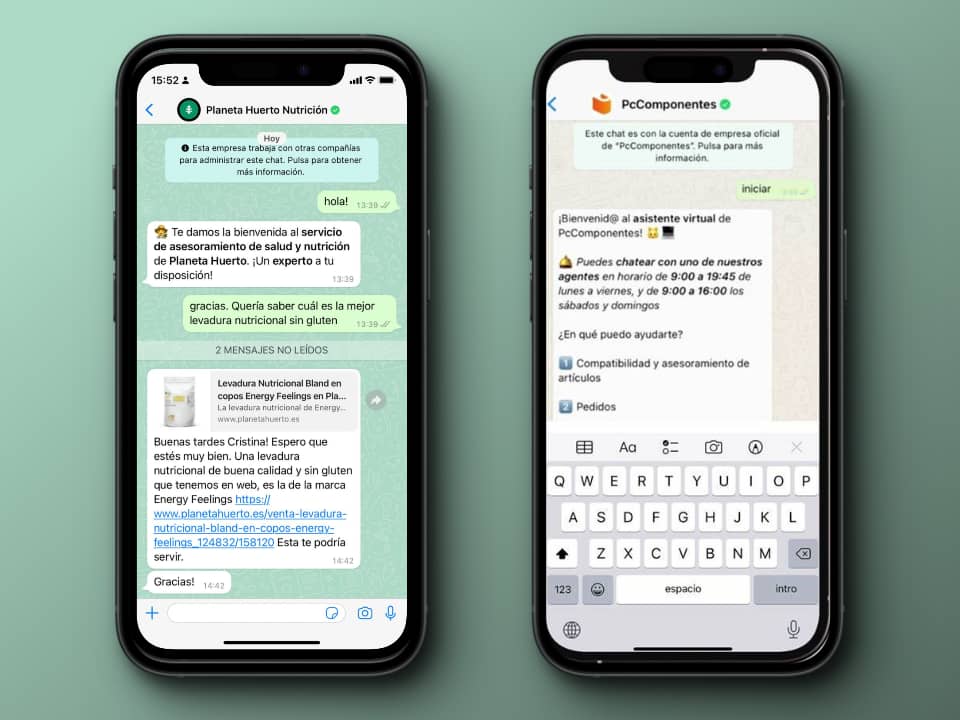 15:52
Planeta Huerto Nutrición
Hoy
Esta empresa trabaja con otras compañías
para administrar este chat. Pulsa para obtener
más información.
hola!
13:39
🧑‍🌾 Te damos la bienvenida al servicio
de asesoramiento de salud y nutrición
de Planeta Huerto. ¡Un experto a tu
disposición!
13:39
gracias. Quería saber cuál es la mejor
levadura nutricional sin gluten
13:39
2 MENSAJES NO LEÍDOS
Levadura Nutricional Bland en
copos Energy Feelings en Pla...
La levadura nutricional de Energy...
www.planetahuerto.es
Buenas tardes Cristina! Espero que
estés muy bien. Una levadura
nutricional de buena calidad y sin gluten
que tenemos en web, es la de la marca
Energy Feelings https://
www.planetahuerto.es/venta-levadura-
nutricional-bland-en-copos-energy-
feelings_124832/158120 Esta te podría
servir.
14:42
Gracias!
14:42
PcComponentes
Este chat es con la cuenta de empresa oficial
de “PcComponentes”. Pulsa para más
información.
iniciar
¡Bienvenid@ al asistente virtual de
PcComponentes! 🐱 💻
🛎️ Puedes chatear con uno de nuestros
agentes en horario de 9:00 a 19:45 de
lunes a viernes, y de 9:00 a 16:00 los
sábados y domingos
¿En qué puedo ayudarte?
1️⃣ Compatibilidad y asesoramiento de
artículos
2️⃣ Pedidos
Aa
Q W E R T Y U I O P
A S D F G H J K L
Z X C V B N M
123 espacio intro